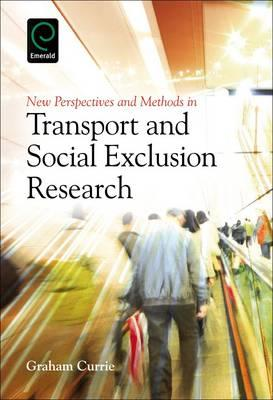 Emerald
New Perspectives and Methods in
Transport and
Social Exclusion
Research
Graham Currie